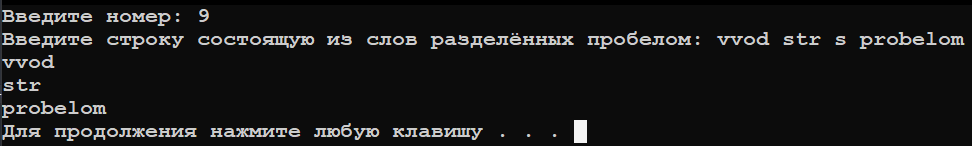 Введите номер: 9
Введите строку состоящую из слов разделённых пробелом: vvod str s probelom
vvod
str
probelom
Для продолжения нажмите любую клавишу . . .